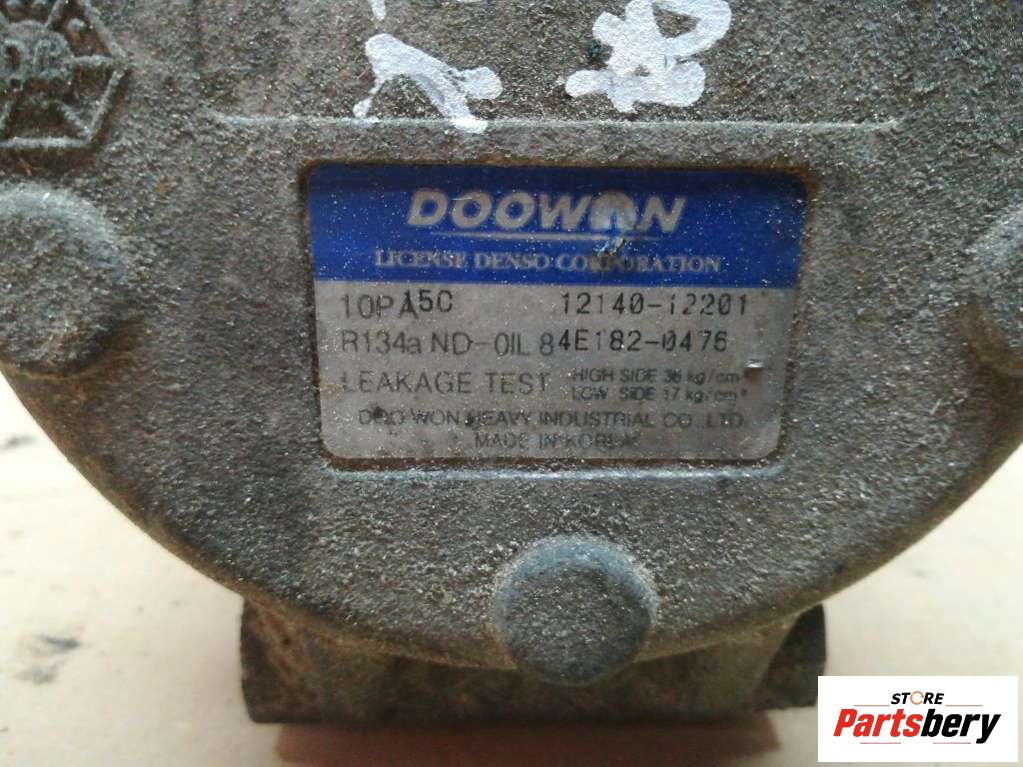 DOOWON
LICENSE DENSO CORPORATION
10PA15C 12140-12201
R134a ND-OIL 8 4E182-0476
LEAKAGE TEST HIGH SIDE 36 kg/cm²
LOW SIDE 17 kg/cm²
DOO WON HEAVY INDUSTRIAL CO., LTD
MADE IN KOREA
STORE
Partsbery